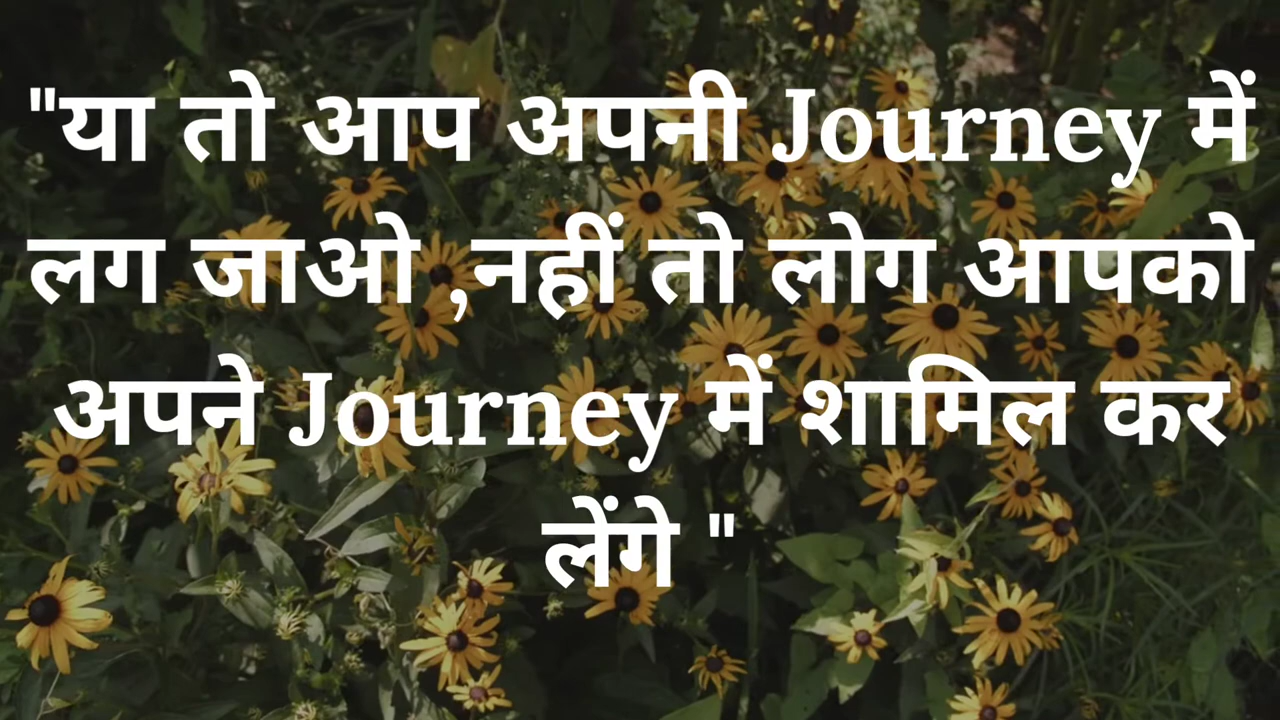 "या तो आप अपनी Journey में
लग जाओ ,नहीं तो लोग आपको
अपने Journey में शामिल कर
लेंगे "